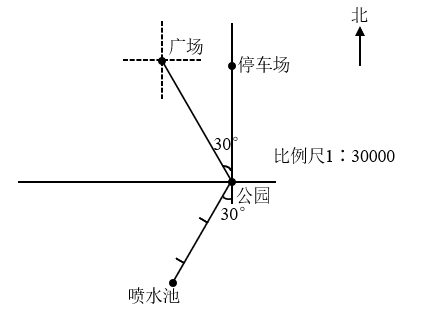 北
广场
停车场
30°
比例尺1：30000
公园
30°
喷水池